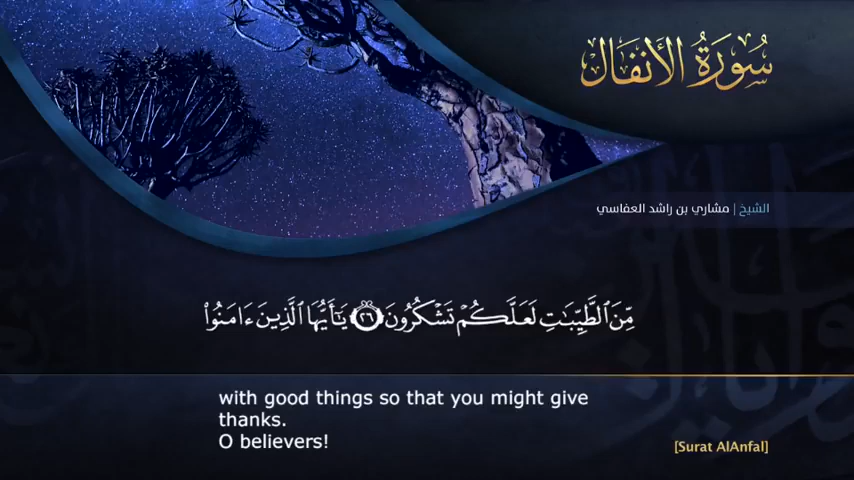 سُورَةُ الأَنفَال
الشيخ | مشاري بن راشد العفاسي
مِّنَ ٱلطَّيِّبَٰتِ لَعَلَّكُمْ تَشْكُرُونَ ٢٦ يَٰٓأَيُّهَا ٱلَّذِينَ ءَامَنُوا۟
with good things so that you might give
thanks.
O believers!
[Surat AlAnfal]